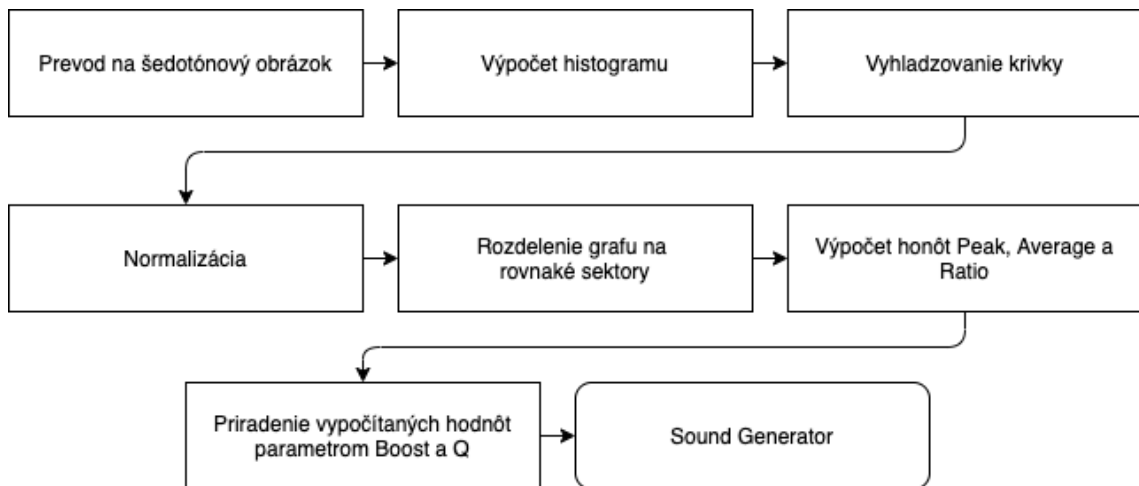 Prevod na šedotónový obrázok
Výpočet histogramu
Vyhladzovanie krivky
Normalizácia
Rozdelenie grafu na
rovnaké sektory
Výpočet honôt Peak, Average a
Ratio
Priradenie vypočítaných hodnôt
parametrom Boost a Q
Sound Generator